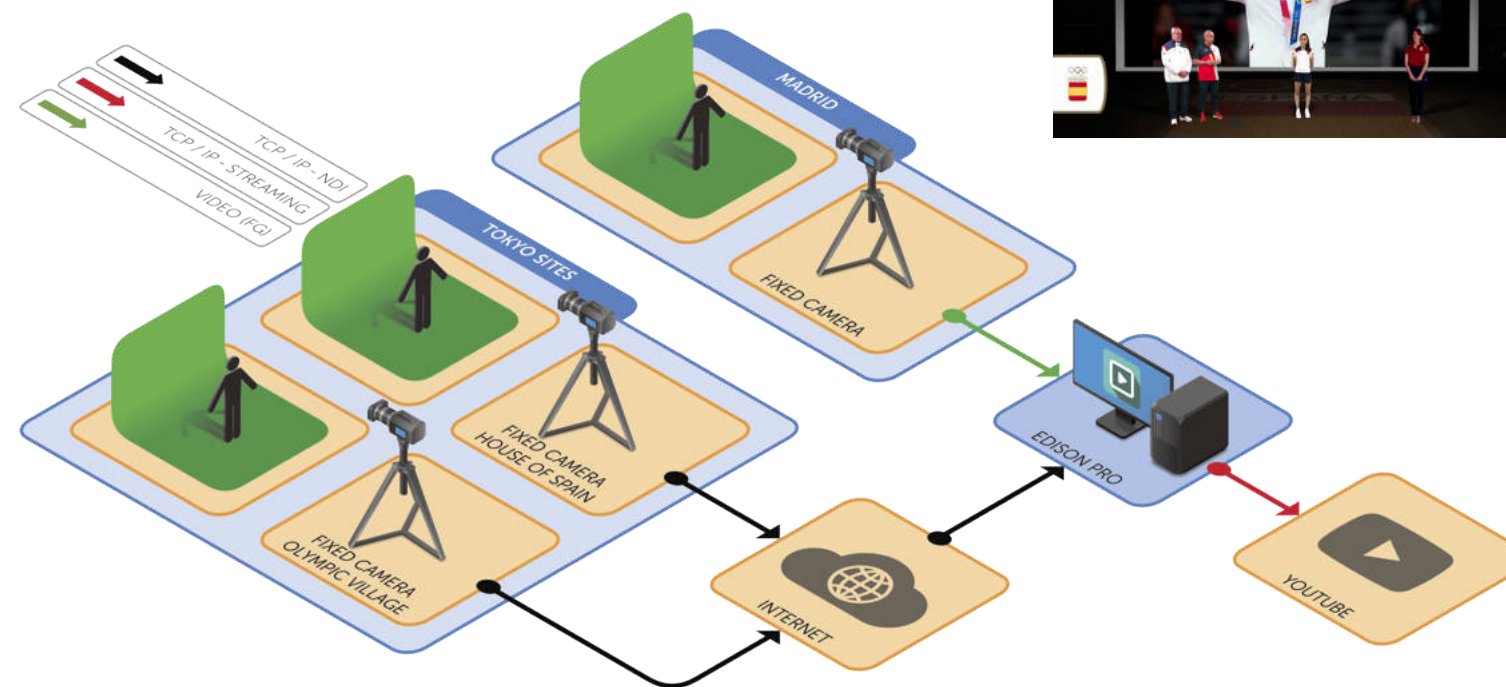 TCP / IP - NDI
TCP / IP - STREAMING
VIDEO (FG)
MADRID
FIXED CAMERA
TOKYO SITES
FIXED CAMERA
HOUSE OF SPAIN
FIXED CAMERA
OLYMPIC VILLAGE
INTERNET
EDISON PRO
YOUTUBE